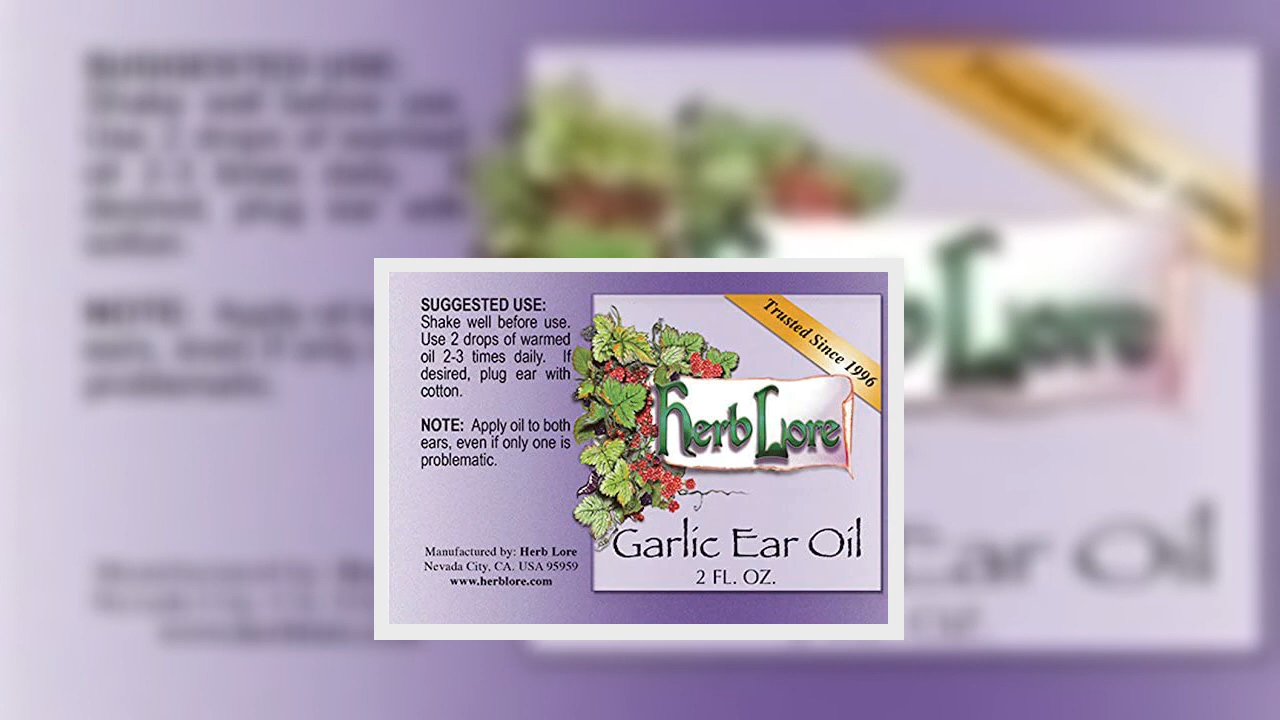 SUGGESTED USE:
Shake well before use.
Use 2 drops of warmed
oil 2-3 times daily. If
desired, plug ear with
cotton.
NOTE: Apply oil to both
ears, even if only one is
problematic.
Manufactured by: Herb Lore
Nevada City, CA. USA 95959
www.herblore.com
Trusted Since 1996
Herb Lore
Garlic Ear Oil
2 FL. OZ.